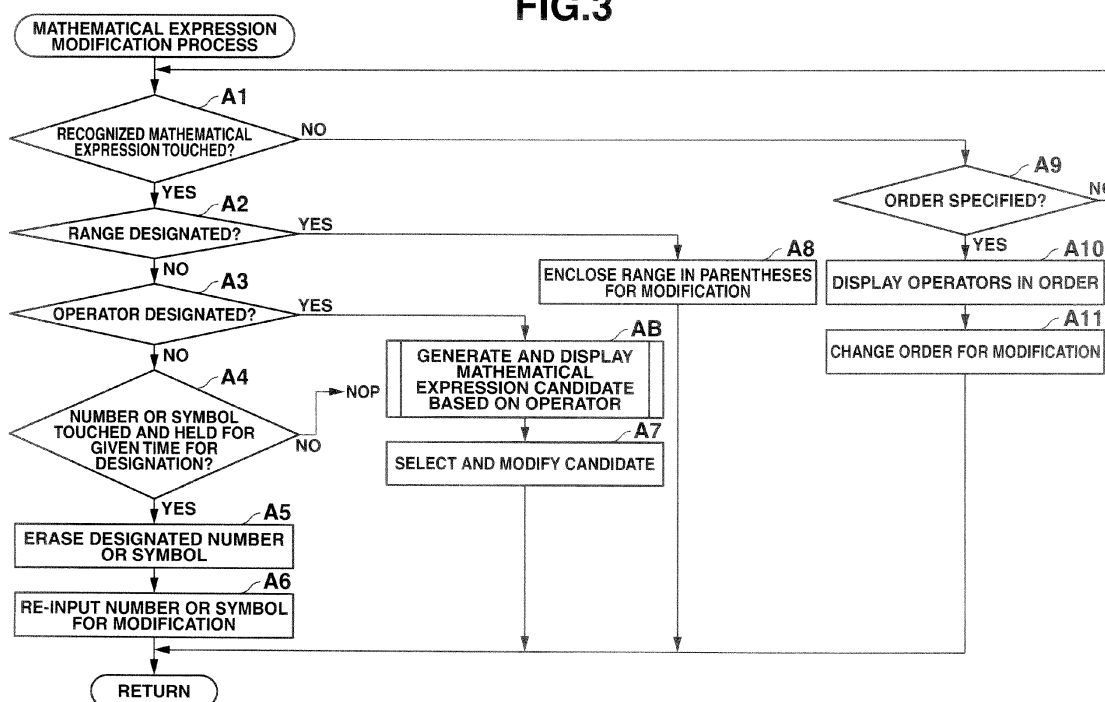 FIG.3
MATHEMATICAL EXPRESSION
MODIFICATION PROCESS
A1
RECOGNIZED MATHEMATICAL
EXPRESSION TOUCHED?
NO
YES
A2
RANGE DESIGNATED?
YES
NO
A3
OPERATOR DESIGNATED?
YES
NO
A4
NUMBER OR SYMBOL
TOUCHED AND HELD FOR
GIVEN TIME FOR
DESIGNATION?
NO
NOP
YES
A5
ERASE DESIGNATED NUMBER
OR SYMBOL
A6
RE-INPUT NUMBER OR SYMBOL
FOR MODIFICATION
RETURN
AB
GENERATE AND DISPLAY
MATHEMATICAL
EXPRESSION CANDIDATE
BASED ON OPERATOR
A7
SELECT AND MODIFY CANDIDATE
A8
ENCLOSE RANGE IN PARENTHESES
FOR MODIFICATION
A9
ORDER SPECIFIED?
NO
YES
A10
DISPLAY OPERATORS IN ORDER
A11
CHANGE ORDER FOR MODIFICATION